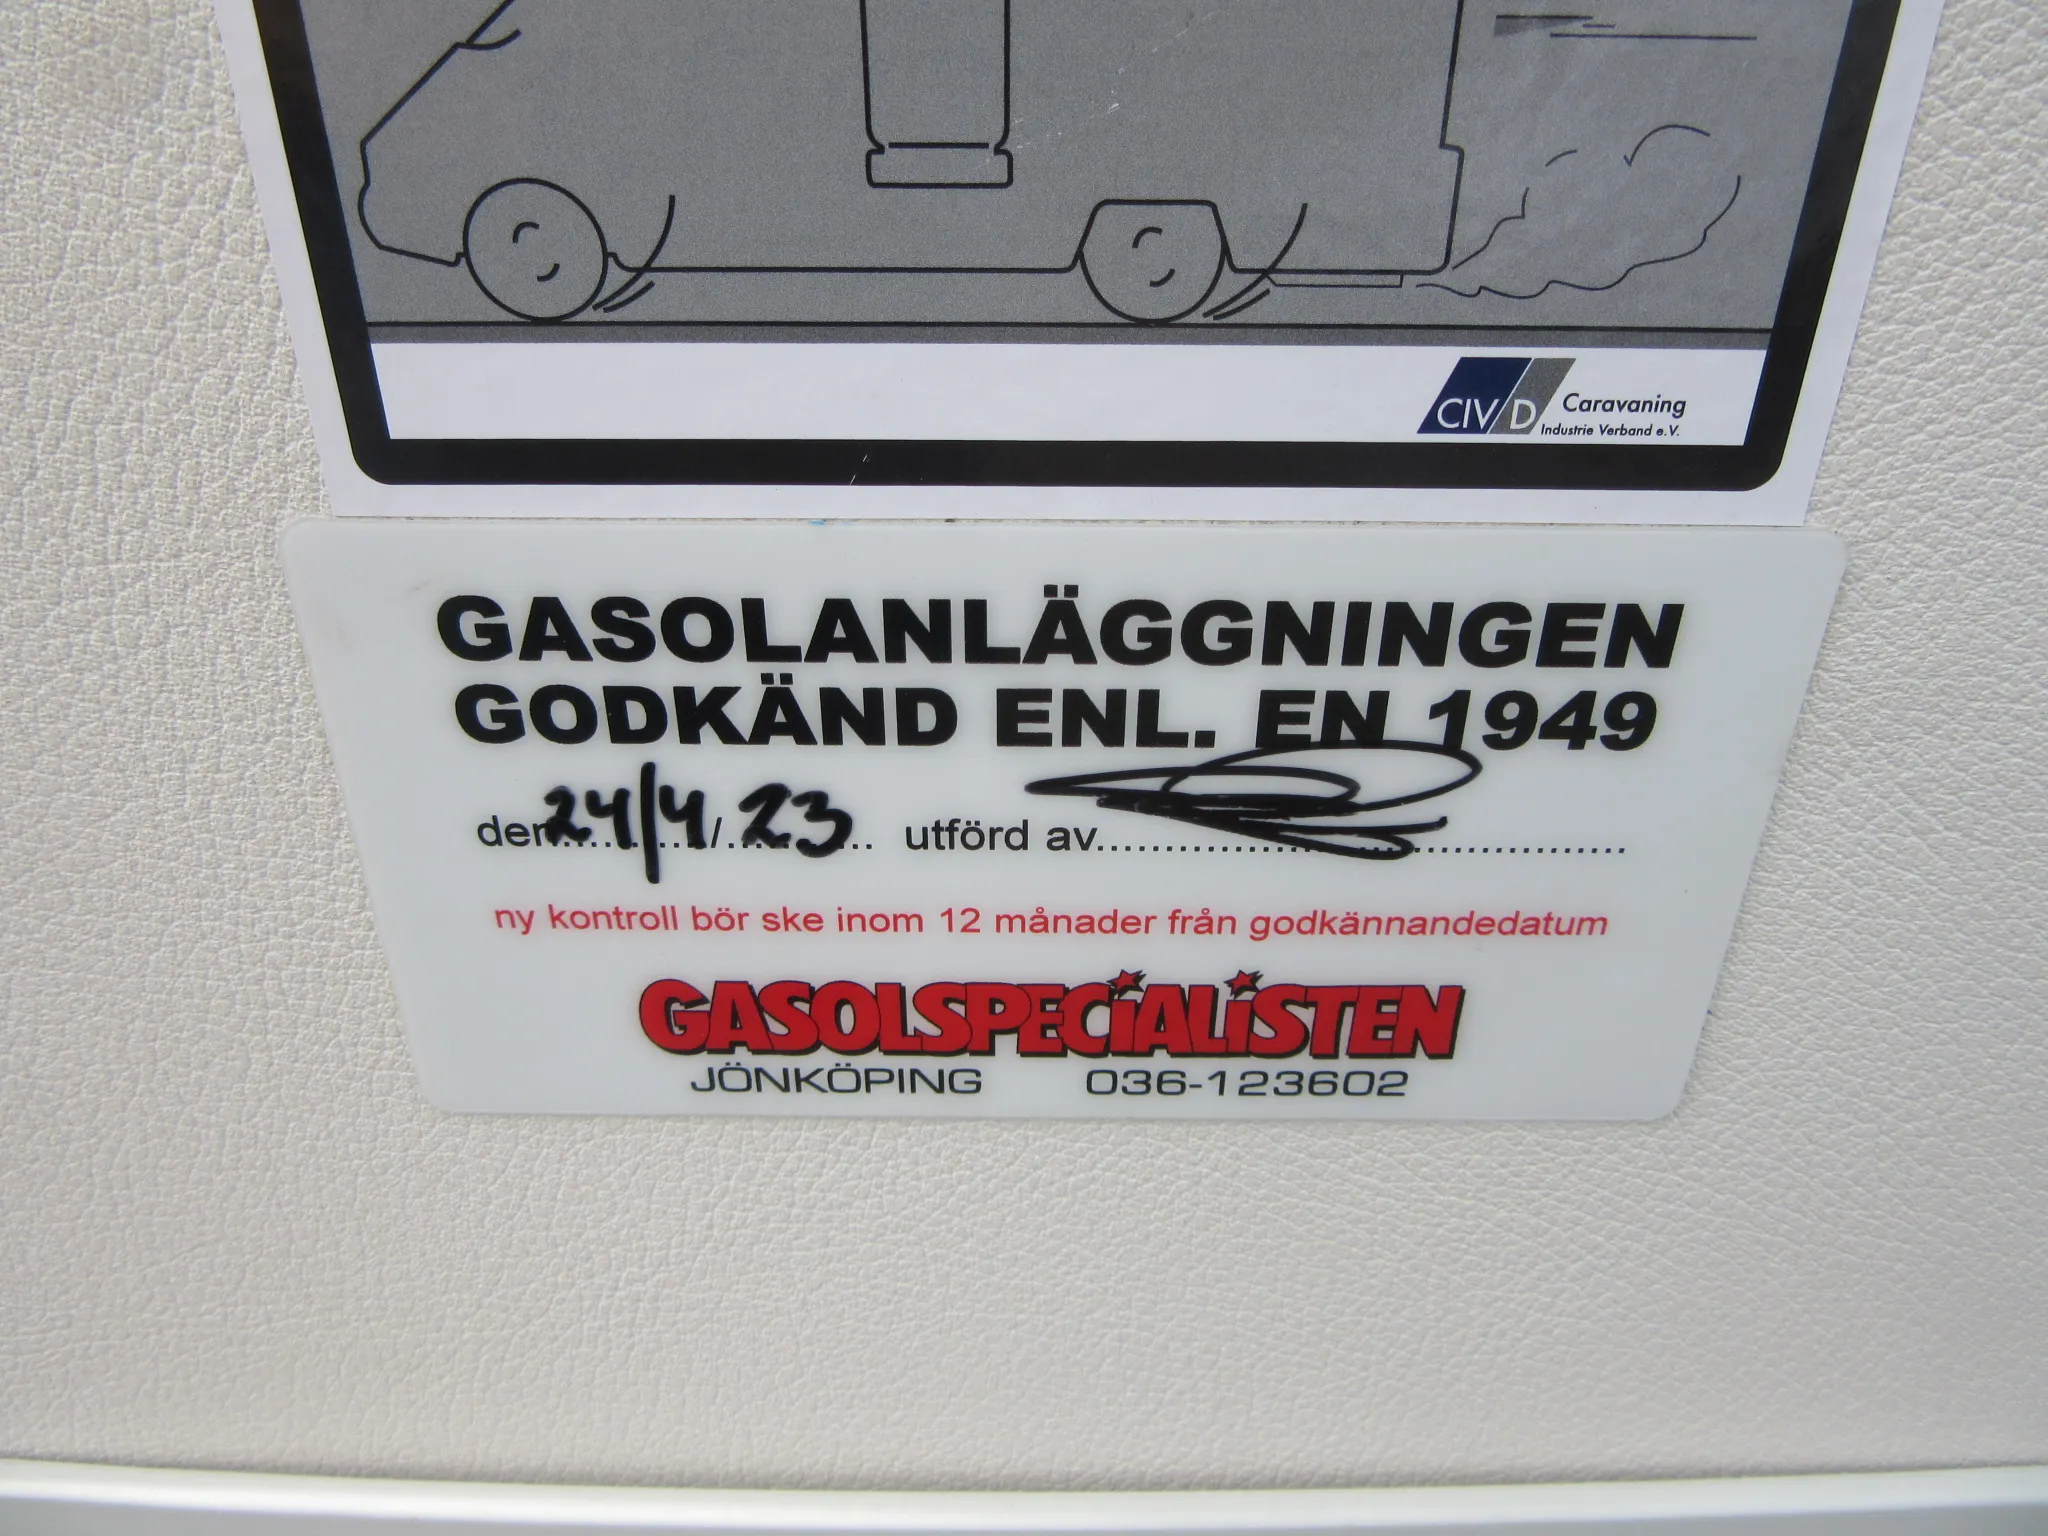 CIVD Caravaning
Industrie Verband e.V.
GASOLANLÄGGNINGEN
GODKÄND ENL. EN 1949
den 24/4 / 23 utförd av
ny kontroll bör ske inom 12 månader från godkännandedatum
GASOLSPECiALiSTEN
JÖNKÖPING 036-123602